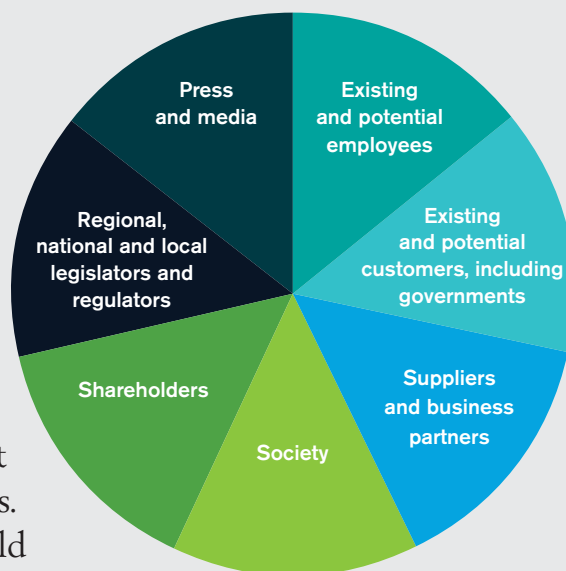 Press
and media
Existing
and potential
employees
Existing
and potential
customers, including
governments
Regional,
national and local
legislators and
regulators
Suppliers
and business
partners
Shareholders
Society
s.